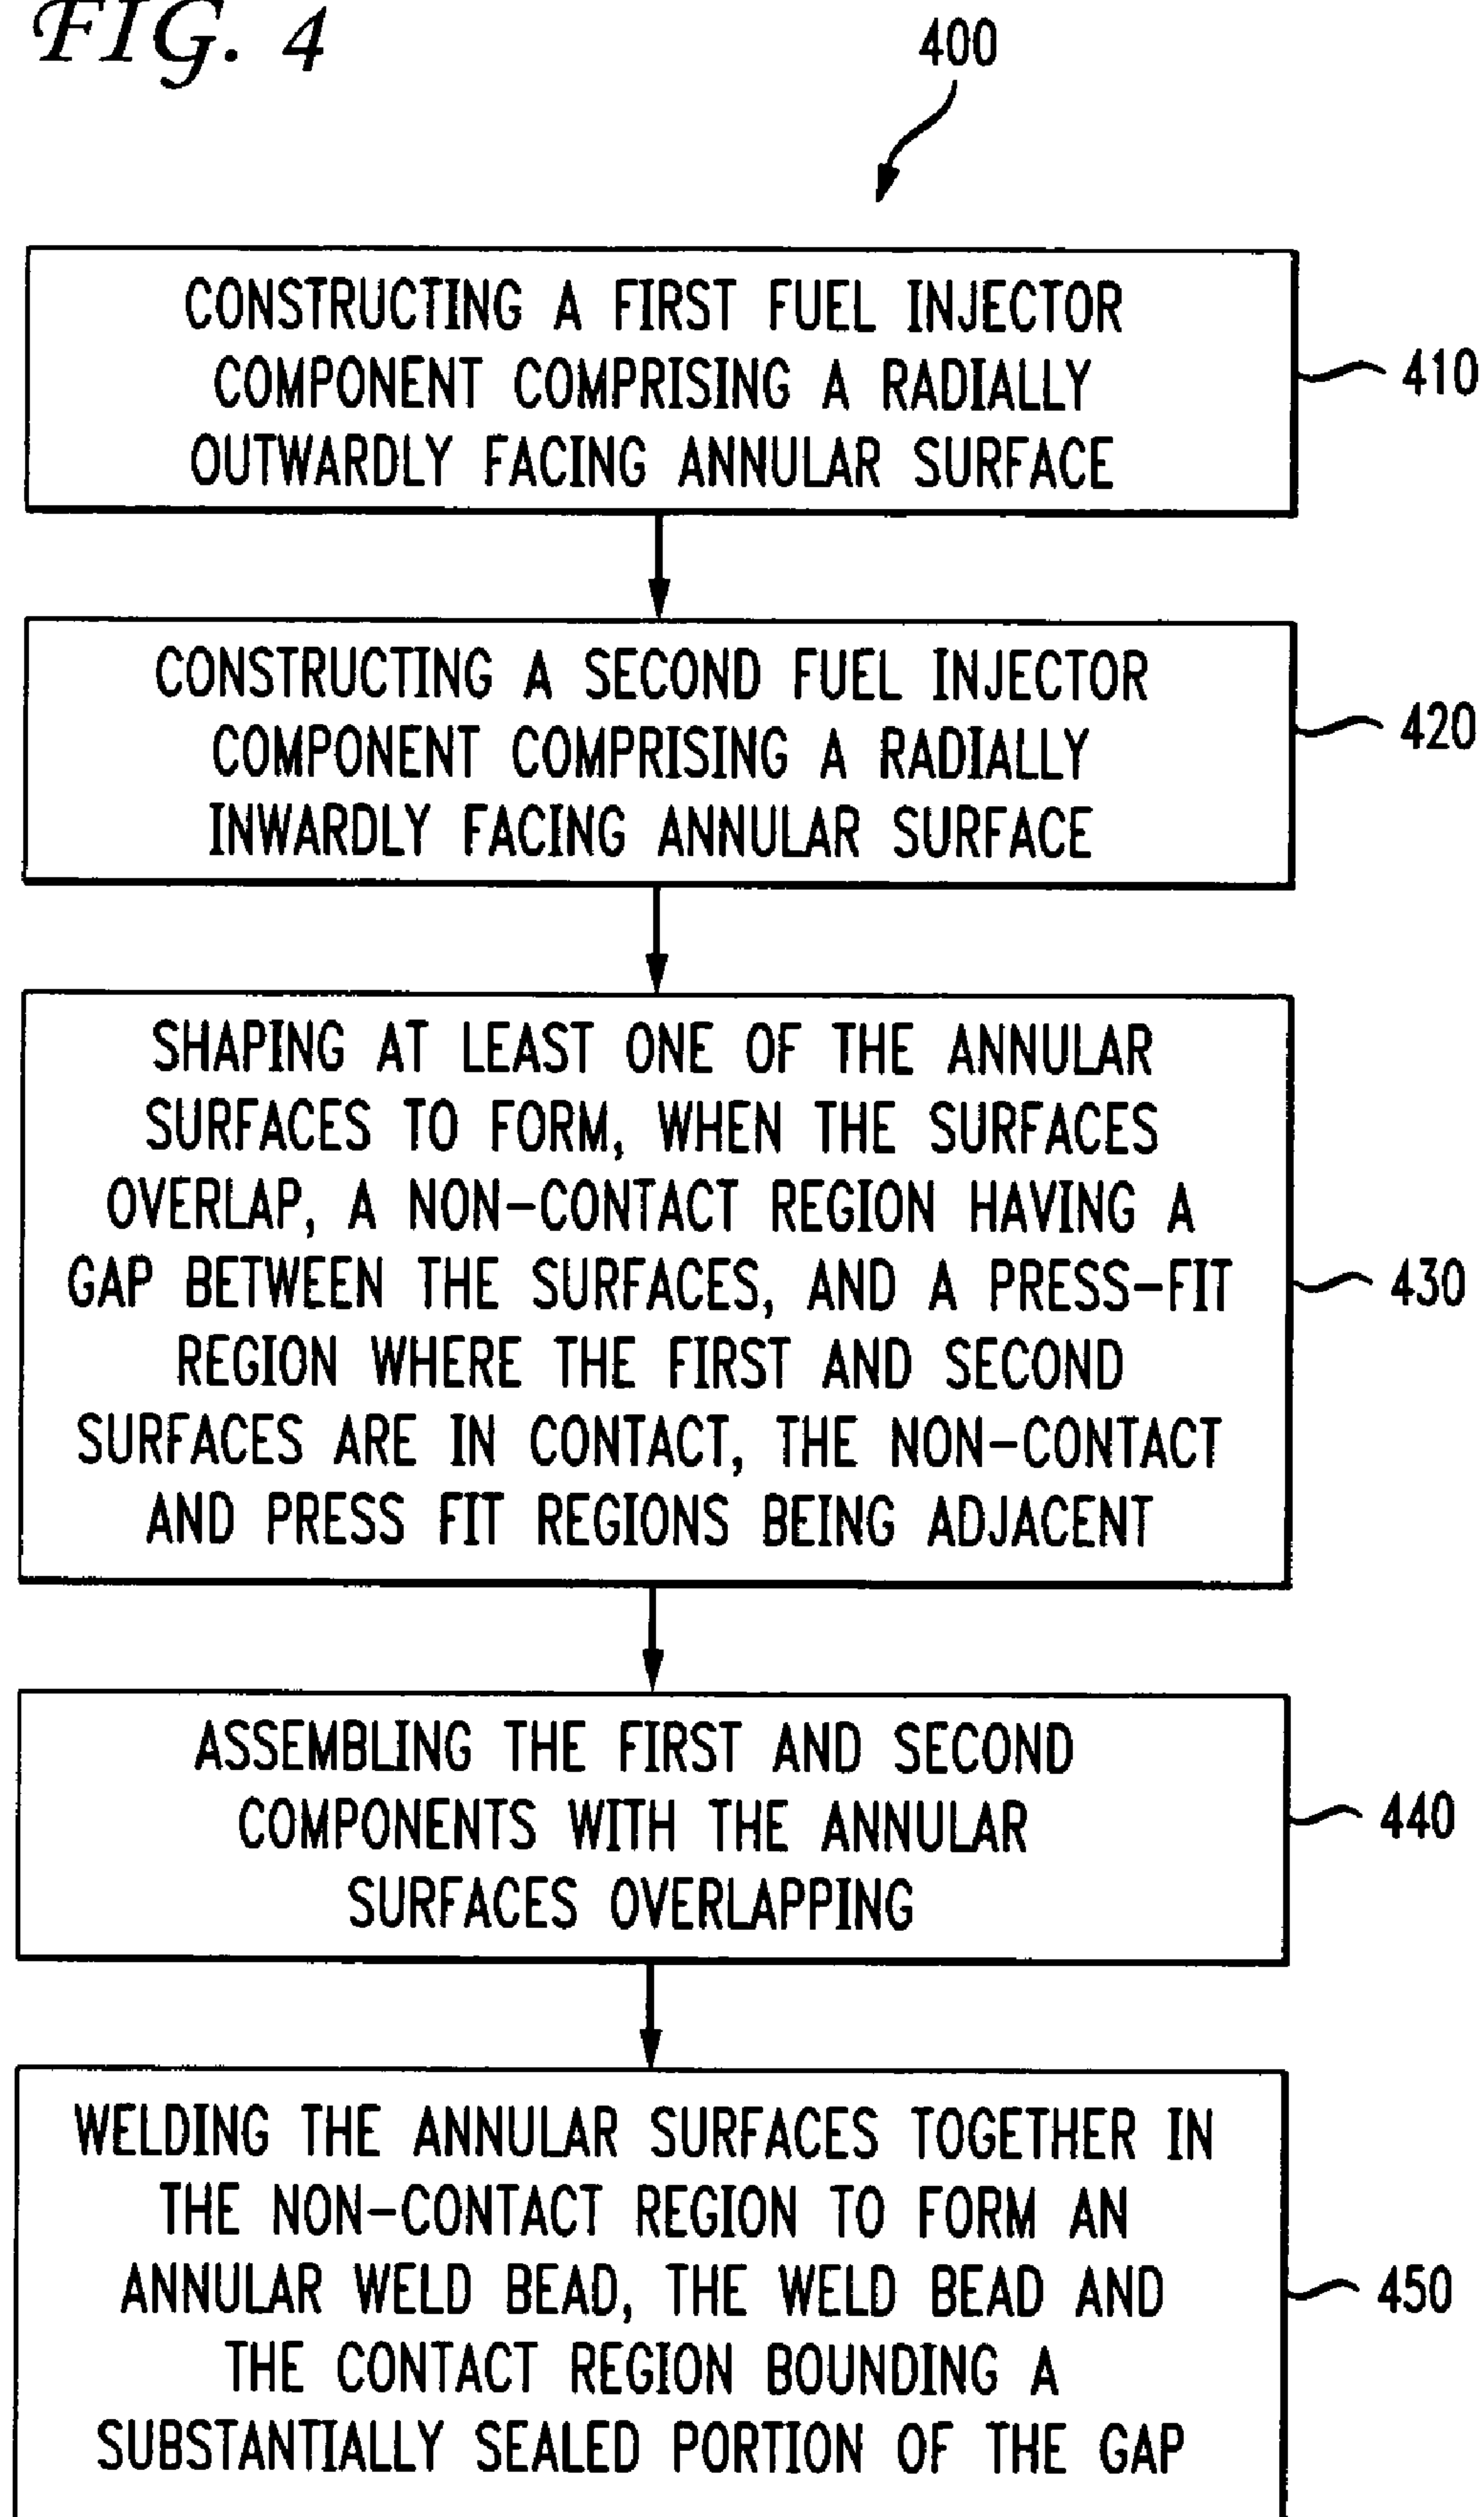 FIG. 4
400
CONSTRUCTING A FIRST FUEL INJECTOR
COMPONENT COMPRISING A RADIALLY
OUTWARDLY FACING ANNULAR SURFACE
410
CONSTRUCTING A SECOND FUEL INJECTOR
COMPONENT COMPRISING A RADIALLY
INWARDLY FACING ANNULAR SURFACE
420
SHAPING AT LEAST ONE OF THE ANNULAR
SURFACES TO FORM, WHEN THE SURFACES
OVERLAP, A NON-CONTACT REGION HAVING A
GAP BETWEEN THE SURFACES, AND A PRESS-FIT
REGION WHERE THE FIRST AND SECOND
SURFACES ARE IN CONTACT, THE NON-CONTACT
AND PRESS FIT REGIONS BEING ADJACENT
430
ASSEMBLING THE FIRST AND SECOND
COMPONENTS WITH THE ANNULAR
SURFACES OVERLAPPING
440
WELDING THE ANNULAR SURFACES TOGETHER IN
THE NON-CONTACT REGION TO FORM AN
ANNULAR WELD BEAD, THE WELD BEAD AND
THE CONTACT REGION BOUNDING A
SUBSTANTIALLY SEALED PORTION OF THE GAP
450